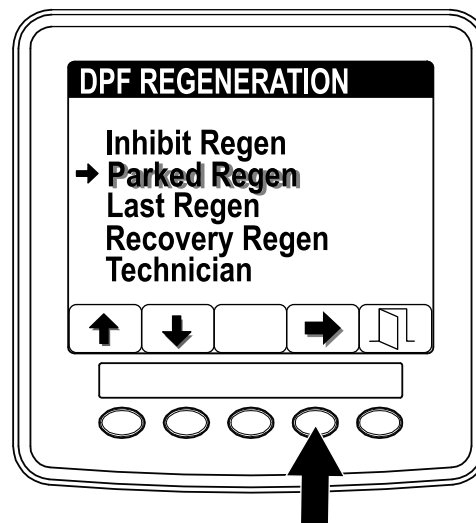 DPF REGENERATION
Inhibit Regen
Parked Regen
Last Regen
Recovery Regen
Technician